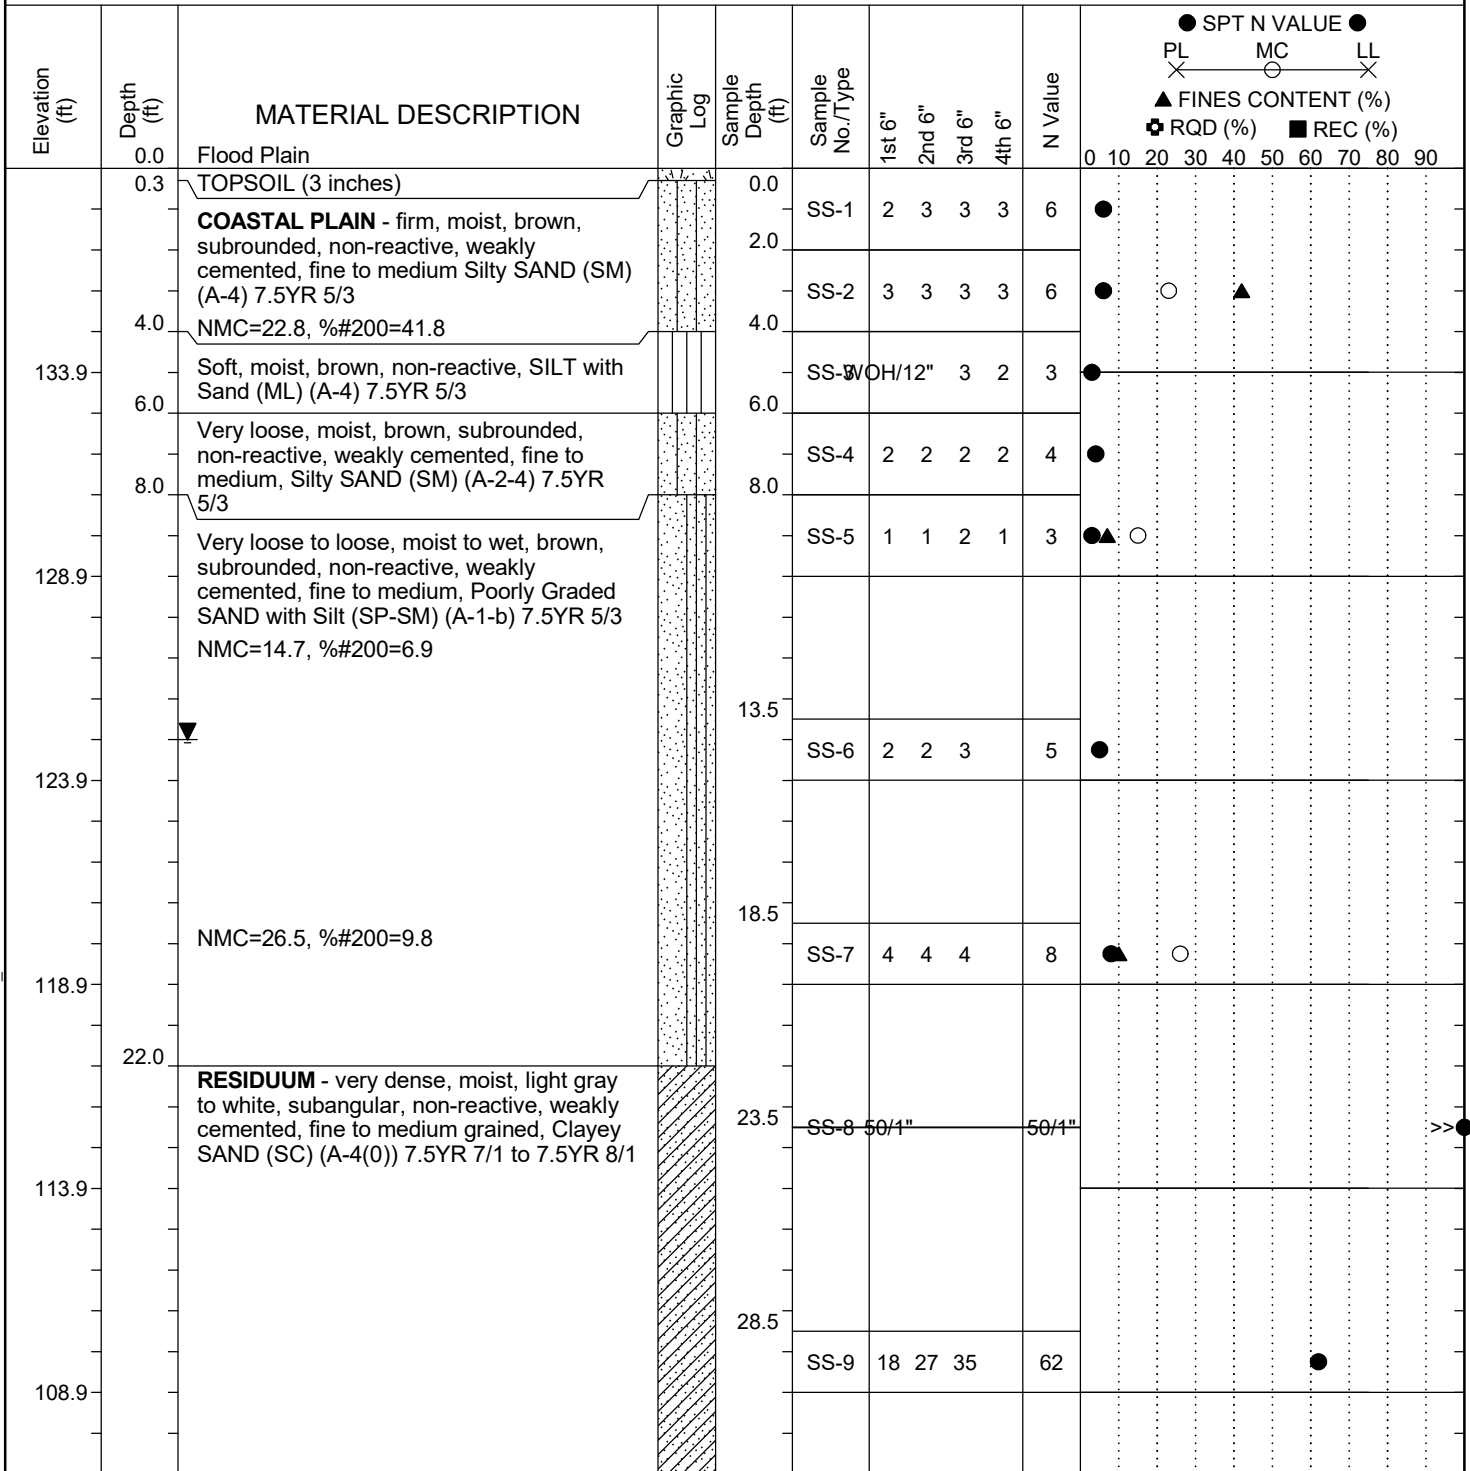 Elevation (ft)
Depth (ft)
MATERIAL DESCRIPTION
Graphic Log
Sample Depth (ft)
Sample No./Type
1st 6"
2nd 6"
3rd 6"
4th 6"
N Value
SPT N VALUE
PL MC LL
FINES CONTENT (%)
RQD (%) REC (%)
0 10 20 30 40 50 60 70 80 90
0.0 Flood Plain
0.3 TOPSOIL (3 inches)
0.0
COASTAL PLAIN - firm, moist, brown,
subrounded, non-reactive, weakly
cemented, fine to medium Silty SAND (SM)
(A-4) 7.5YR 5/3
NMC=22.8, %#200=41.8
SS-1 2 3 3 3 6
2.0
SS-2 3 3 3 3 6
4.0
4.0
133.9
Soft, moist, brown, non-reactive, SILT with
Sand (ML) (A-4) 7.5YR 5/3
SS-3 WOH/12" 3 2 3
6.0
6.0
Very loose, moist, brown, subrounded,
non-reactive, weakly cemented, fine to
medium, Silty SAND (SM) (A-2-4) 7.5YR
5/3
SS-4 2 2 2 2 4
8.0
8.0
Very loose to loose, moist to wet, brown,
subrounded, non-reactive, weakly
cemented, fine to medium, Poorly Graded
SAND with Silt (SP-SM) (A-1-b) 7.5YR 5/3
NMC=14.7, %#200=6.9
SS-5 1 1 2 1 3
128.9
13.5
SS-6 2 2 3 5
123.9
18.5
NMC=26.5, %#200=9.8
SS-7 4 4 4 8
118.9
22.0
RESIDUUM - very dense, moist, light gray
to white, subangular, non-reactive, weakly
cemented, fine to medium grained, Clayey
SAND (SC) (A-4(0)) 7.5YR 7/1 to 7.5YR 8/1
23.5
SS-8 50/1" 50/1" >>
113.9
28.5
SS-9 18 27 35 62
108.9